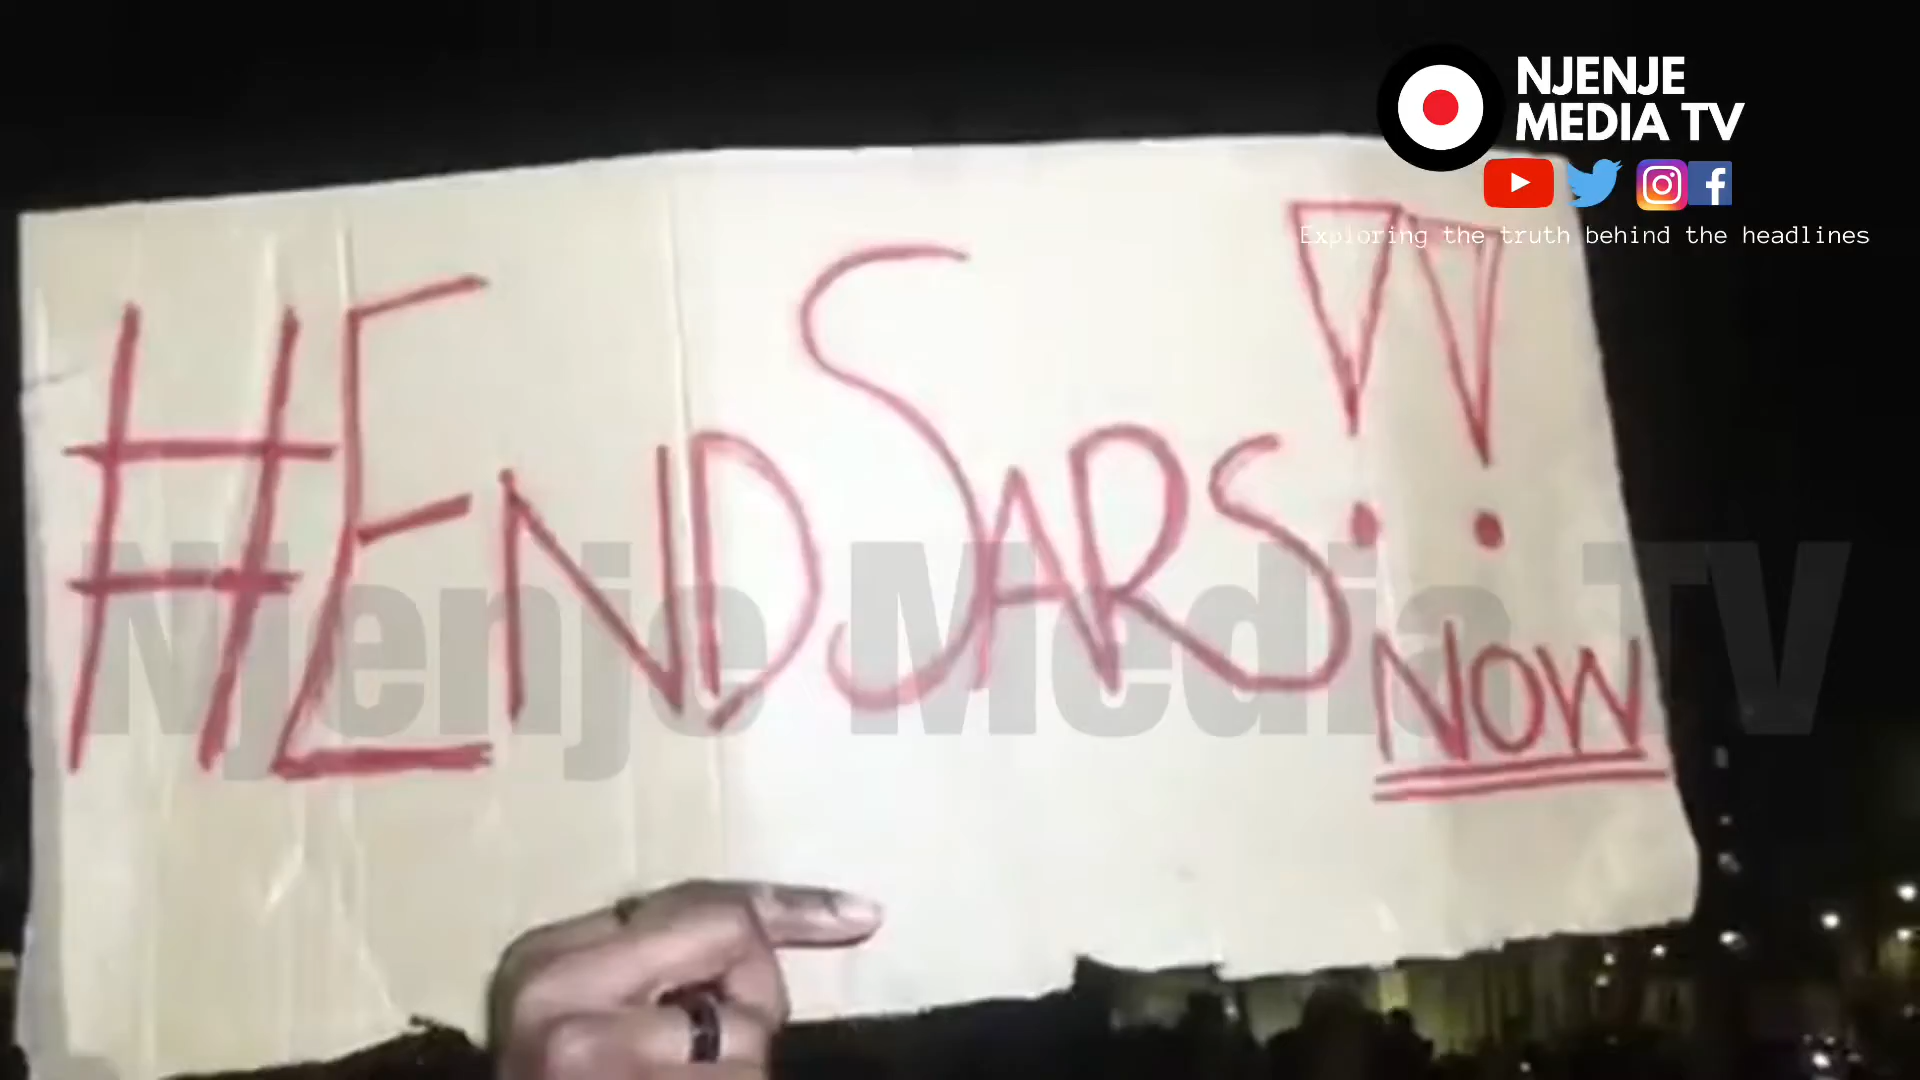 NJENJE
MEDIA TV
Exploring the truth behind the headlines
#ENDSARS!!
NOW
Njenje Media TV